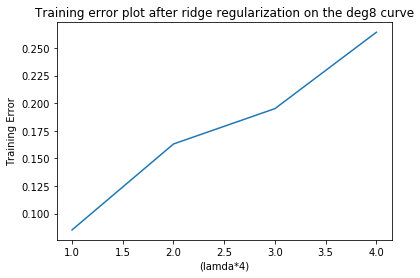 Training error plot after ridge regularization on the deg8 curve
0.250
0.225
0.200
0.175
0.150
0.125
0.100
Training Error
1.0 1.5 2.0 2.5 3.0 3.5 4.0
(lamda*4)